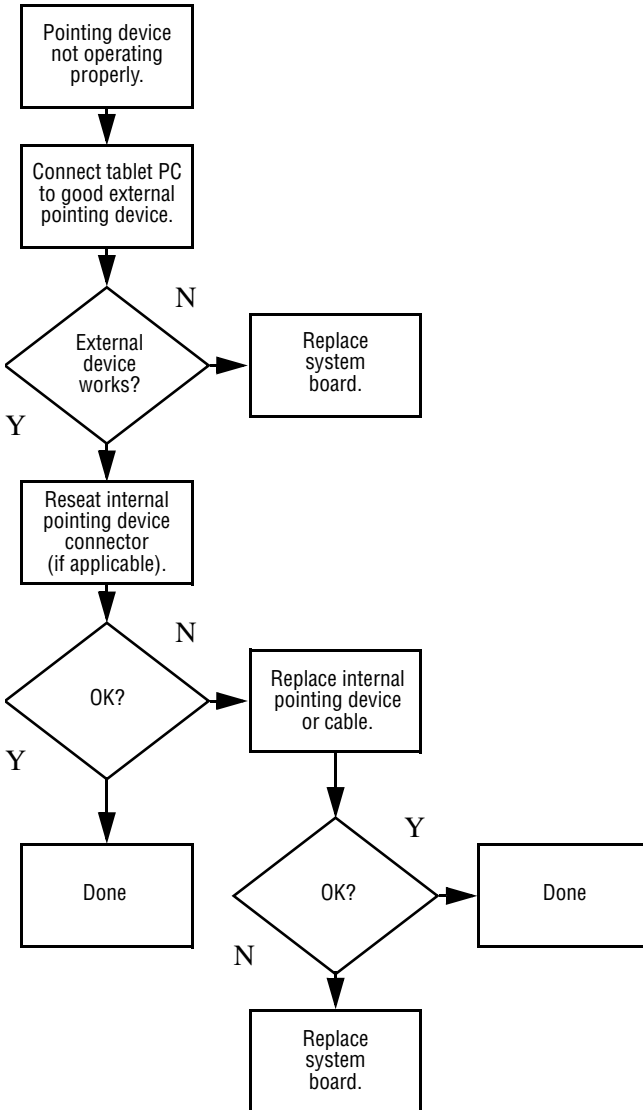 Pointing device
not operating
properly.
Connect tablet PC
to good external
pointing device.
N
External
device
works?
Replace
system
board.
Y
Reseat internal
pointing device
connector
(if applicable).
N
OK?
Replace internal
pointing device
or cable.
Y
Y
Done
OK?
Done
N
Replace
system
board.